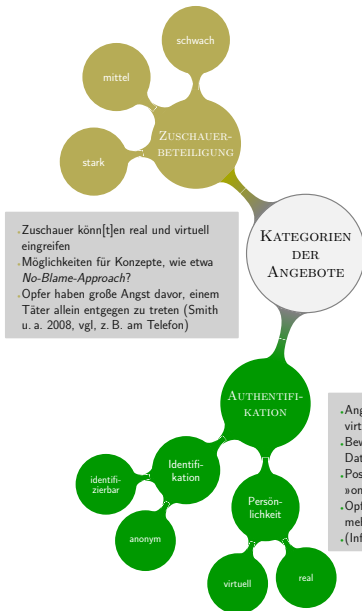 schwach
mittel
stark
ZUSCHAUER-
BETEILIGUNG
KATEGORIEN
DER
ANGEBOTE
Zuschauer könn[t]en real und virtuell
eingreifen
Möglichkeiten für Konzepte, wie etwa
No-Blame-Approach?
Opfer haben große Angst davor, einem
Täter allein entgegen zu treten (Smith
u. a. 2008, vgl, z. B. am Telefon)
AUTHENTIFI-
KATION
Identifi-
kation
identifi-
zierbar
anonym
Persön-
lichkeit
virtuell
real